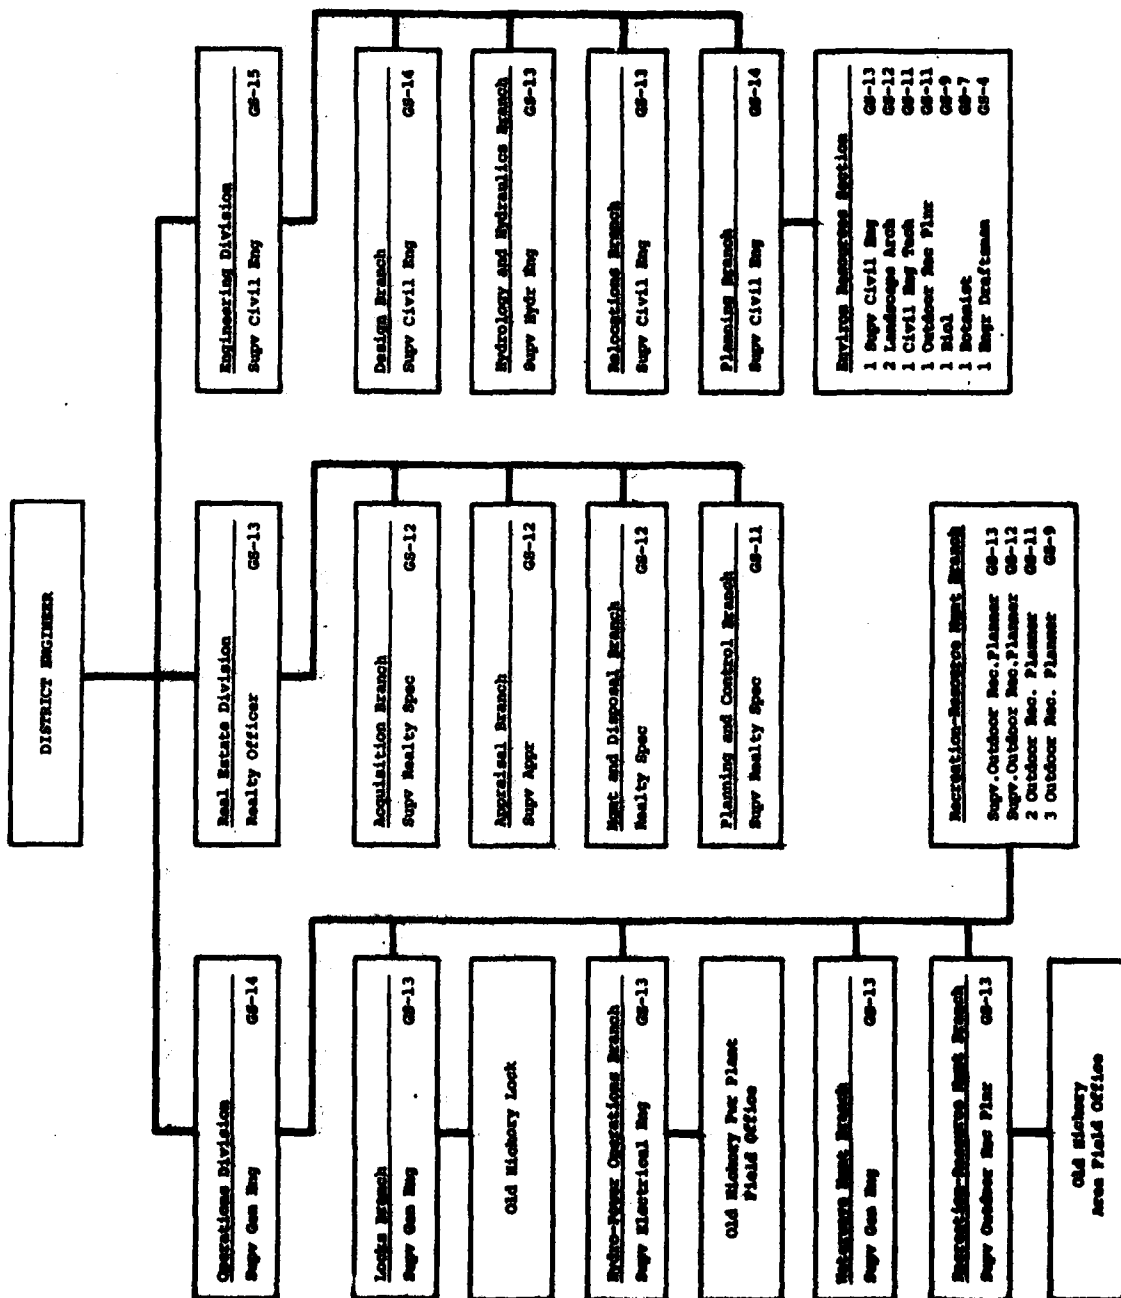 DISTRICT ENGINEER
Operations Division
Supv Gen Eng GS-14
Locks Branch
Supv Gen Eng GS-13
Old Hickory Lock
Hydro-Power Operations Branch
Supv Electrical Eng GS-13
Old Hickory Pwr Plant
Field Office
Waterways Mgmt Branch
Supv Gen Eng GS-13
Recreation-Resource Mgmt Branch
Supv Outdoor Rec Plnr GS-13
Old Hickory
Area Field Office
Real Estate Division
Realty Officer GS-13
Acquisition Branch
Supv Realty Spec GS-12
Appraisal Branch
Supv Appr GS-12
Mgmt and Disposal Branch
Realty Spec GS-12
Planning and Control Branch
Supv Realty Spec GS-11
Recreation-Resource Mgmt Branch
Supv.Outdoor Rec.Planner GS-13
Supv.Outdoor Rec.Planner GS-12
2 Outdoor Rec. Planner GS-11
3 Outdoor Rec. Planner GS-9
Engineering Division
Supv Civil Eng GS-15
Design Branch
Supv Civil Eng GS-14
Hydrology and Hydraulics Branch
Supv Hydr Eng GS-13
Relocations Branch
Supv Civil Eng GS-13
Planning Branch
Supv Civil Eng GS-14
Environ Resources Section
1 Supv Civil Eng GS-13
2 Landscape Arch GS-12
1 Civil Eng Tech GS-11
1 Outdoor Rec Plnr GS-11
1 Biol GS-9
1 Botanist GS-7
1 Engr Draftsman GS-4